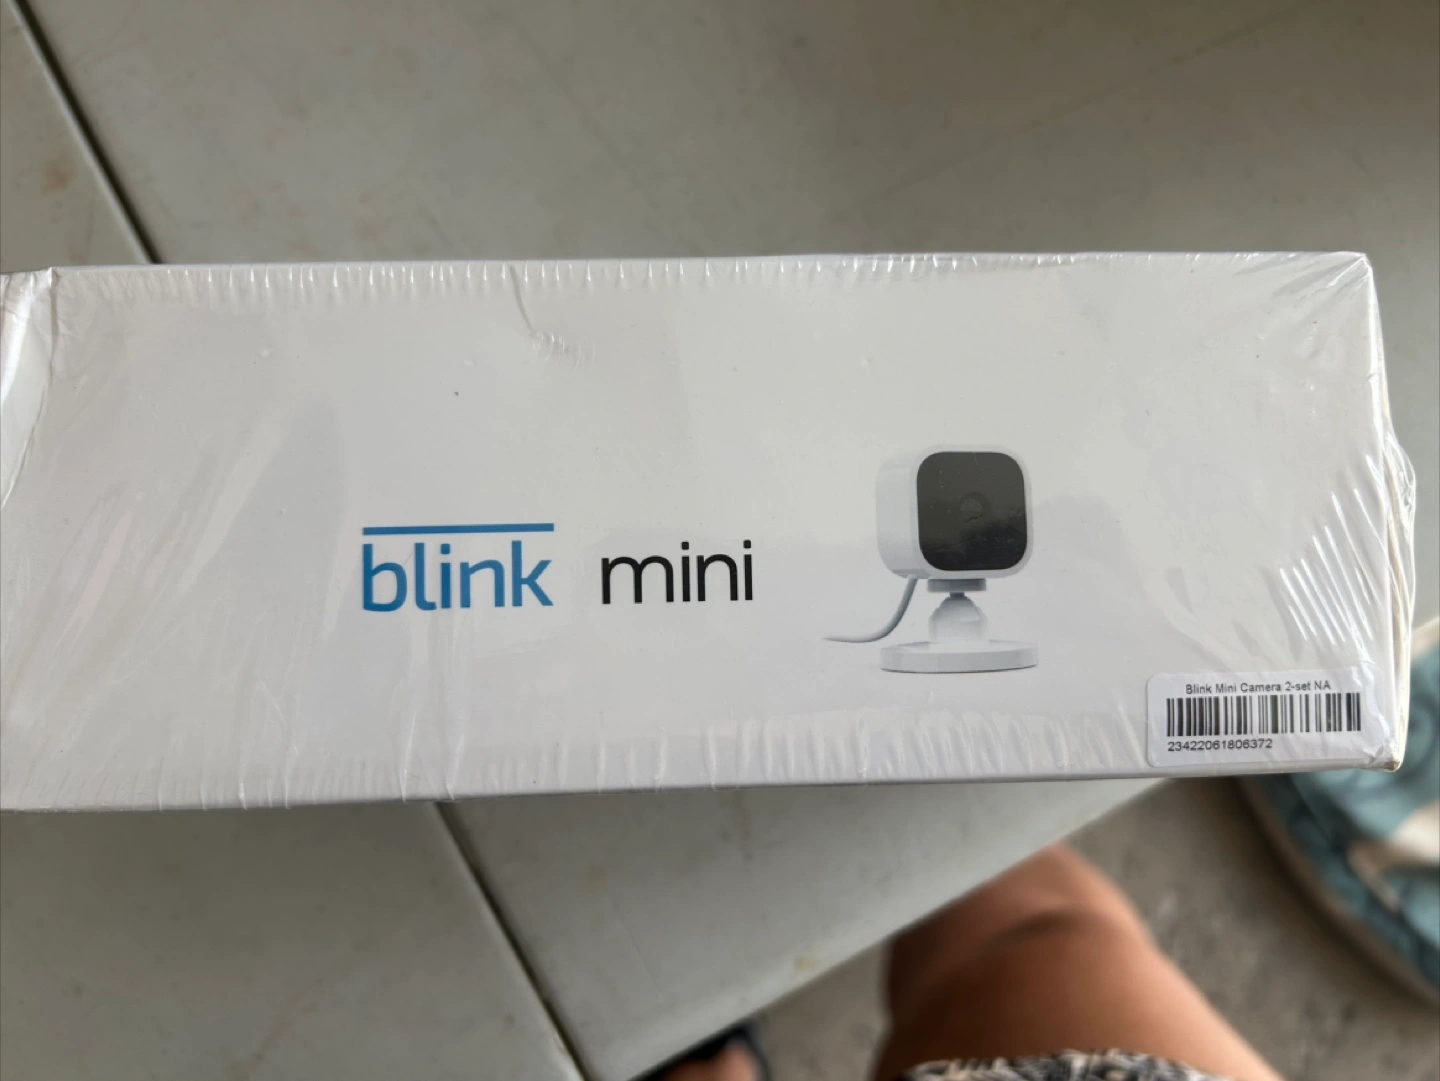 blink mini
Blink Mini Camera 2-set NA
23422061806372